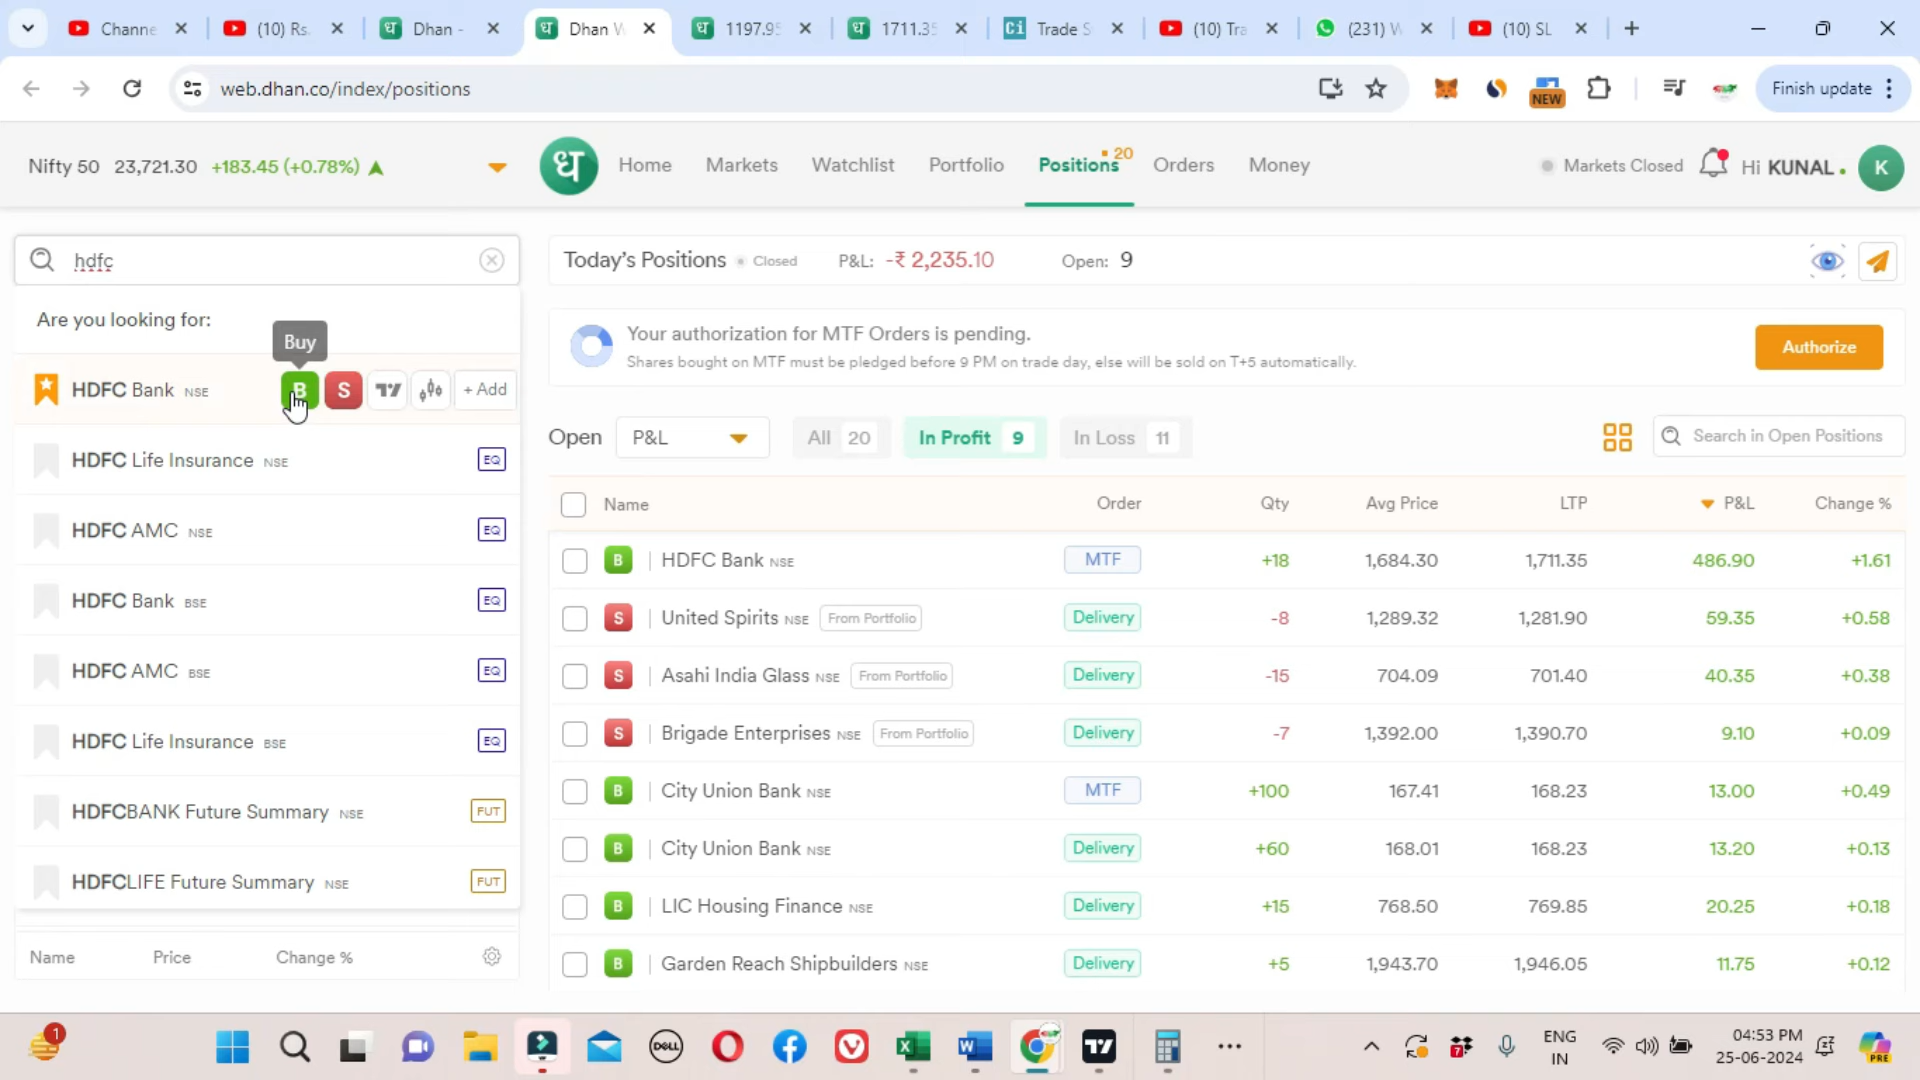 Channe
(10) Rs.
Dhan -
Dhan W
1197.95
1711.35
Trade S
(10) Tra
(231) W
(10) SL
web.dhan.co/index/positions
NEW
Finish update
Nifty 50 23,721.30 +183.45 (+0.78%)
ध
Home
Markets
Watchlist
Portfolio
Positions 20
Orders
Money
Markets Closed
Hi KUNAL
K
hdfc
Today's Positions Closed P&L: -₹ 2,235.10 Open: 9
Are you looking for:
Buy
HDFC Bank NSE B S + Add
HDFC Life Insurance NSE EQ
HDFC AMC NSE EQ
HDFC Bank BSE EQ
HDFC AMC BSE EQ
HDFC Life Insurance BSE EQ
HDFCBANK Future Summary NSE FUT
HDFCLIFE Future Summary NSE FUT
Name Price Change %
Your authorization for MTF Orders is pending.
Shares bought on MTF must be pledged before 9 PM on trade day, else will be sold on T+5 automatically.
Authorize
Open P&L All 20 In Profit 9 In Loss 11 Search in Open Positions
Name Order Qty Avg Price LTP P&L Change %
B HDFC Bank NSE MTF +18 1,684.30 1,711.35 486.90 +1.61
S United Spirits NSE From Portfolio Delivery -8 1,289.32 1,281.90 59.35 +0.58
S Asahi India Glass NSE From Portfolio Delivery -15 704.09 701.40 40.35 +0.38
S Brigade Enterprises NSE From Portfolio Delivery -7 1,392.00 1,390.70 9.10 +0.09
B City Union Bank NSE MTF +100 167.41 168.23 13.00 +0.49
B City Union Bank NSE Delivery +60 168.01 168.23 13.20 +0.13
B LIC Housing Finance NSE Delivery +15 768.50 769.85 20.25 +0.18
B Garden Reach Shipbuilders NSE Delivery +5 1,943.70 1,946.05 11.75 +0.12
1
DELL
ENG
IN
04:53 PM
25-06-2024
PRE